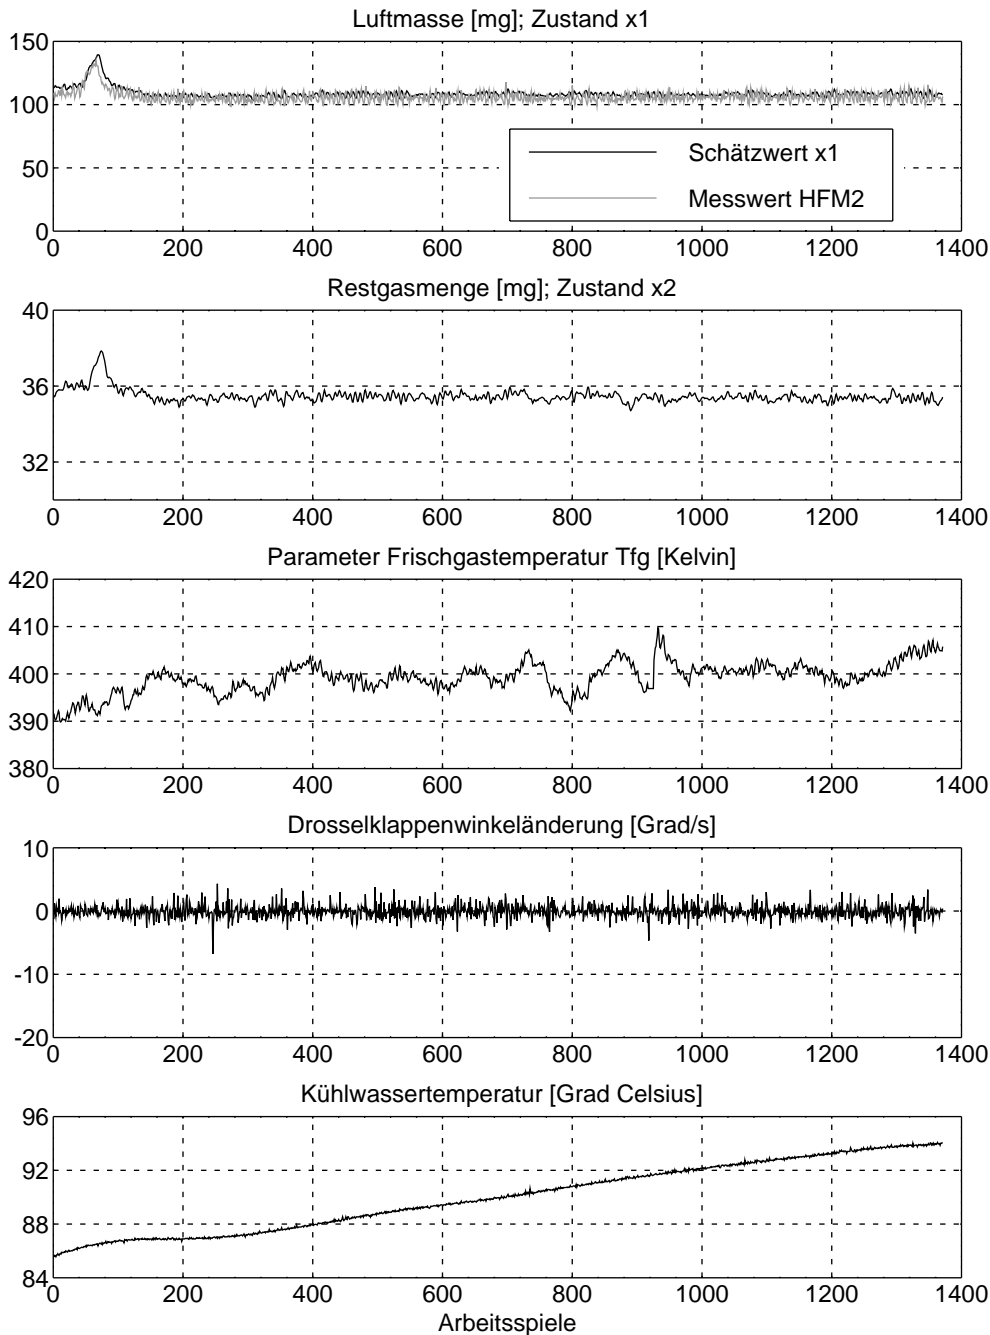 Luftmasse [mg]; Zustand x1
150
100
50
0
Schätzwert x1
Messwert HFM2
0 200 400 600 800 1000 1200 1400
Restgasmenge [mg]; Zustand x2
40
36
32
0 200 400 600 800 1000 1200 1400
Parameter Frischgastemperatur Tfg [Kelvin]
420
410
400
390
380
0 200 400 600 800 1000 1200 1400
Drosselklappenwinkeländerung [Grad/s]
10
0
-10
-20
0 200 400 600 800 1000 1200 1400
Kühlwassertemperatur [Grad Celsius]
96
92
88
84
0 200 400 600 800 1000 1200 1400
Arbeitsspiele